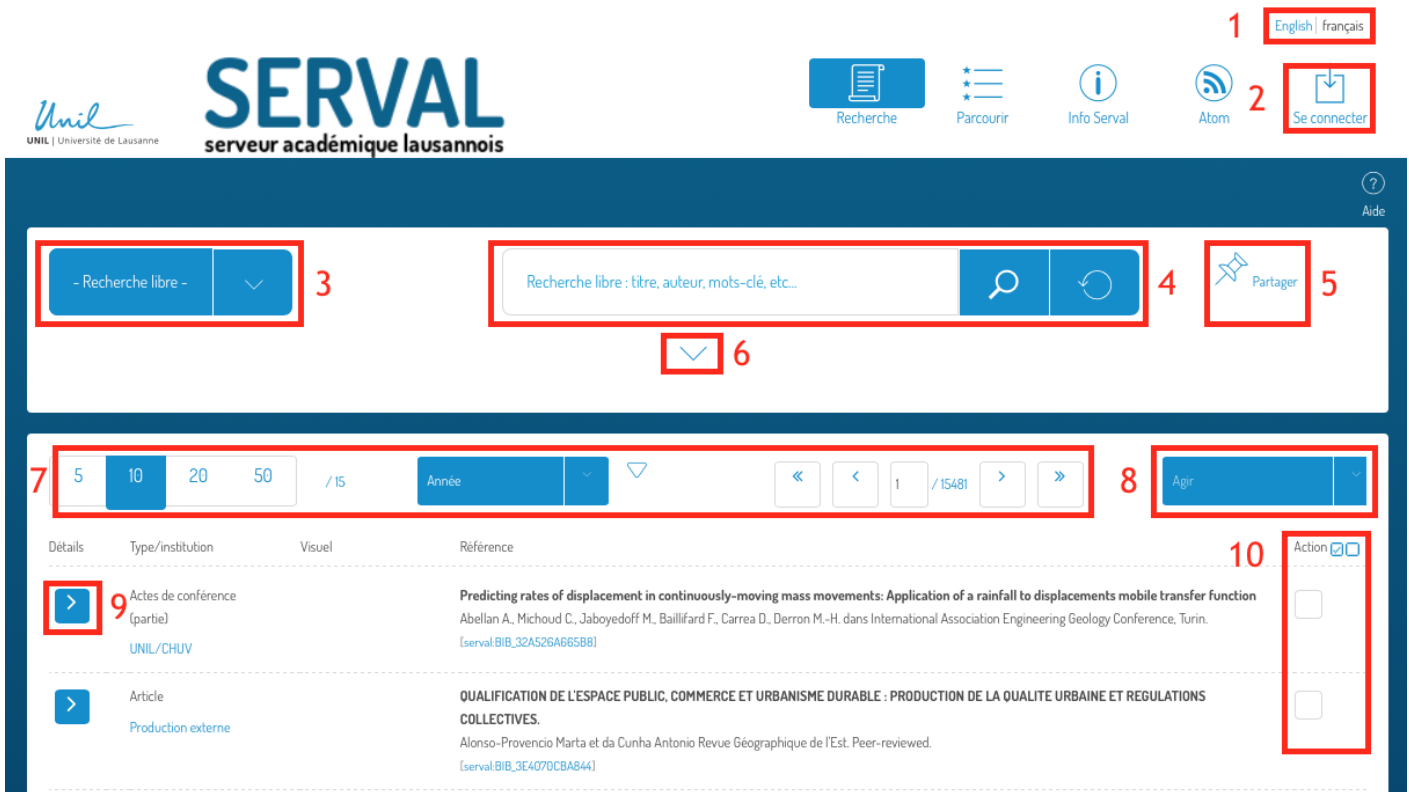 1 English | français
SERVAL
serveur académique lausannois
Unil
UNIL | Université de Lausanne
Recherche
Parcourir
Info Serval
Atom
2 Se connecter
Aide
- Recherche libre -
3
Recherche libre : titre, auteur, mots-clé, etc...
4
Partager
5
6
7
5 10 20 50 / 15
Année
« ‹ 1 / 15481 › »
8
Agir
Détails Type/institution Visuel Référence 10 Action
9
Actes de conférence
(partie)
UNIL/CHUV
Predicting rates of displacement in continuously-moving mass movements: Application of a rainfall to displacements mobile transfer function
Abellan A., Michoud C., Jaboyedoff M., Baillifard F., Carrea D., Derron M.-H. dans International Association Engineering Geology Conference, Turin.
[serval:BIB_32A526A665B8]
Article
Production externe
QUALIFICATION DE L'ESPACE PUBLIC, COMMERCE ET URBANISME DURABLE : PRODUCTION DE LA QUALITE URBAINE ET REGULATIONS
COLLECTIVES.
Alonso-Provencio Marta et da Cunha Antonio Revue Géographique de l'Est. Peer-reviewed.
[serval:BIB_3E4070CBA844]